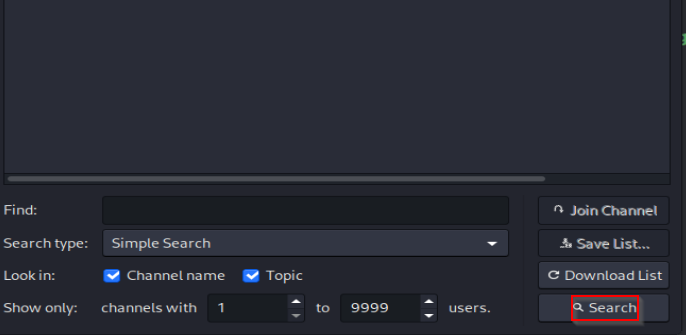 Find:
Join Channel
Search type: Simple Search
Save List...
Look in: Channel name Topic
Download List
Show only: channels with 1 to 9999 users.
Search